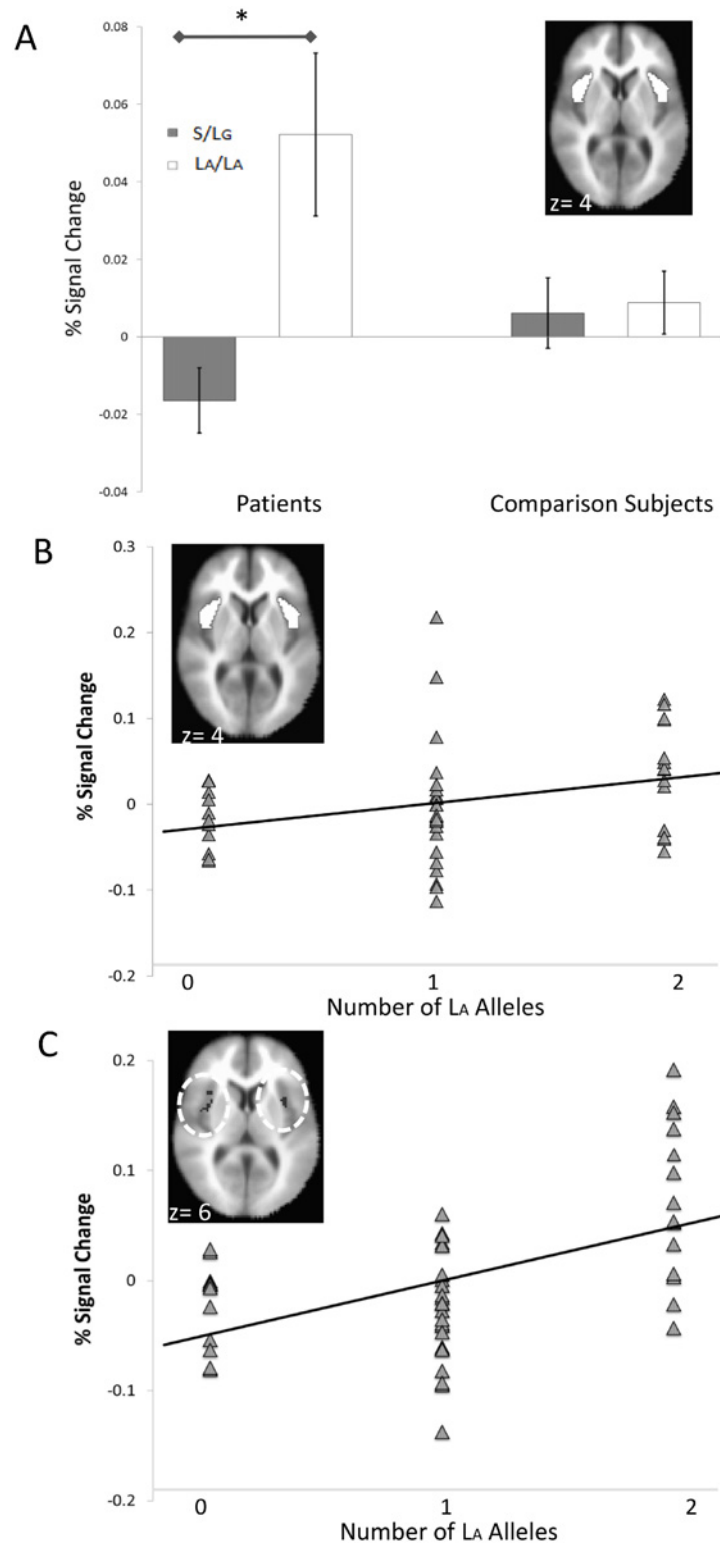 A
*
0.08
0.06
0.04
0.02
0
-0.02
-0.04
% Signal Change
S/LG
LA/LA
z= 4
Patients
Comparison Subjects
B
0.3
0.2
0.1
0
-0.1
-0.2
% Signal Change
z= 4
0
1
2
Number of LA Alleles
C
0.2
0.1
0
-0.1
-0.2
% Signal Change
z= 6
0
1
2
Number of LA Alleles